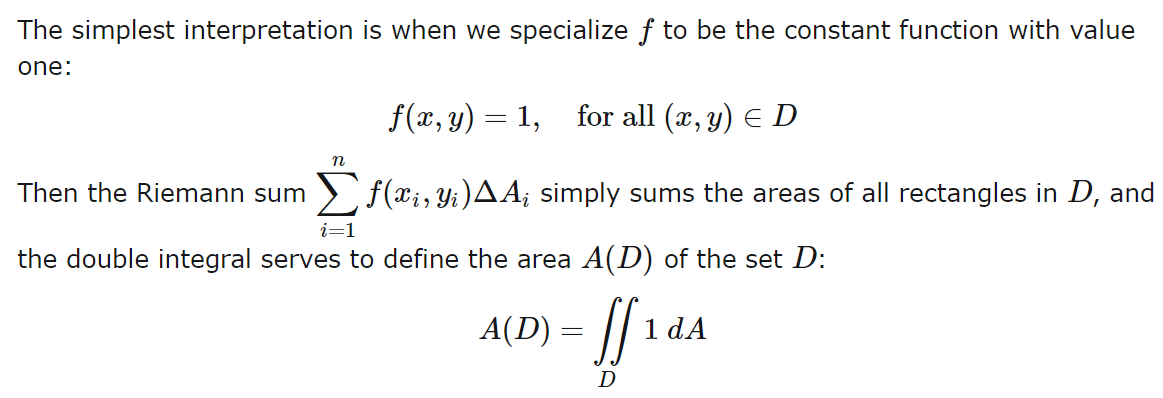 The simplest interpretation is when we specialize f to be the constant function with value
one:
f(x, y) = 1, for all (x, y) ∈ D
Then the Riemann sum \sum_{i=1}^{n} f(x_i, y_i)ΔA_i simply sums the areas of all rectangles in D, and
the double integral serves to define the area A(D) of the set D:
A(D) = \iint_D 1 dA